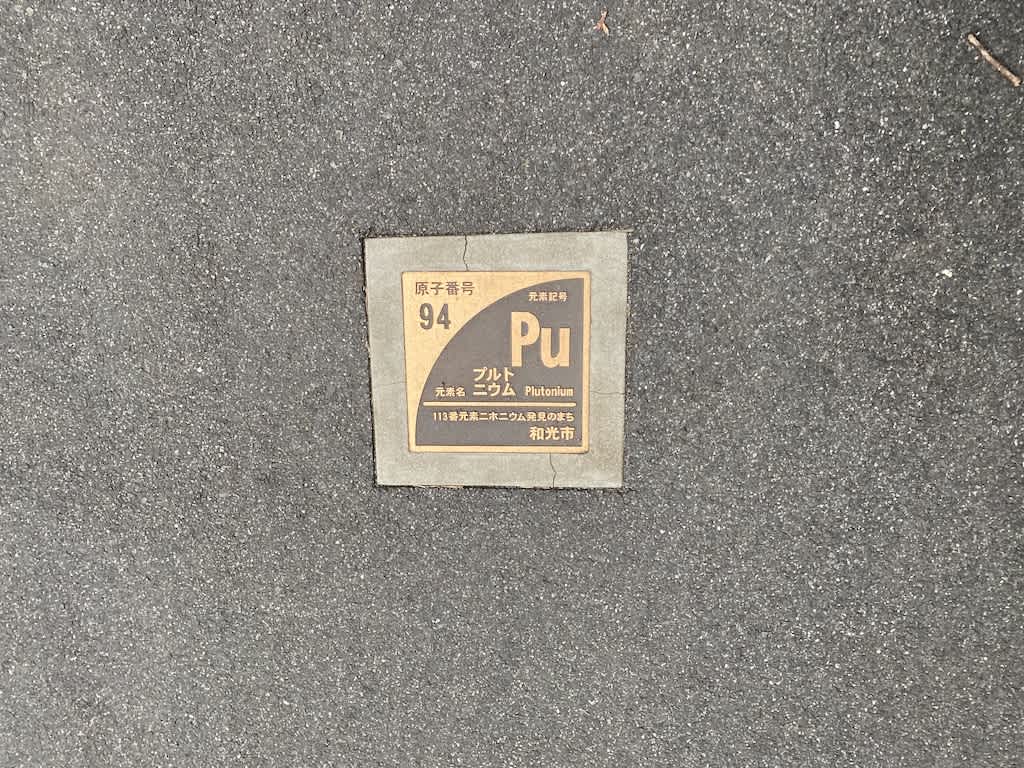 原子番号
94
元素記号
Pu
元素名 プルト
ニウム Plutonium
113番元素ニホニウム発見のまち
和光市